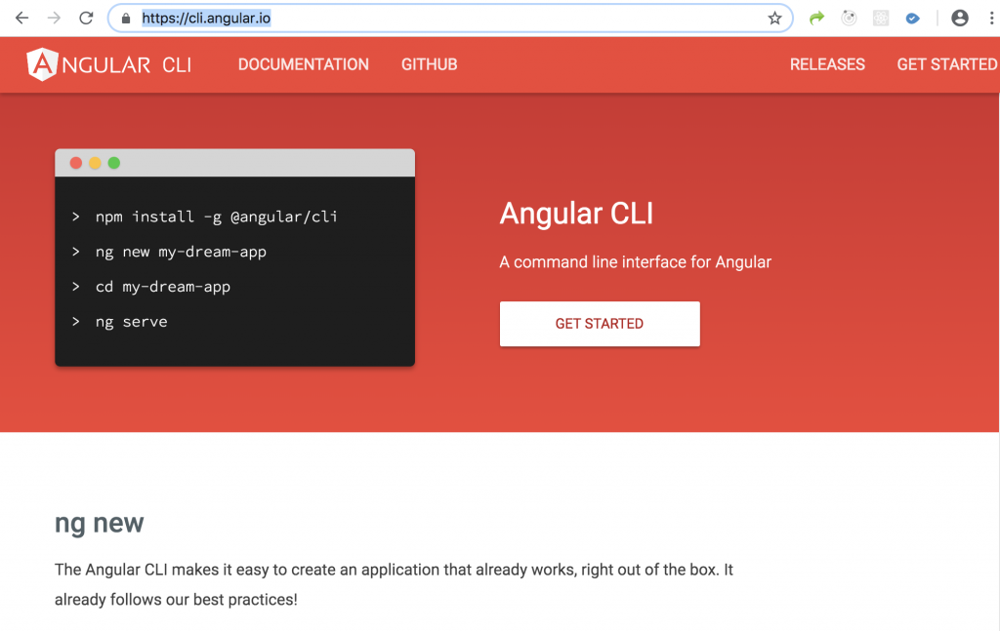 https://cli.angular.io
ANGULAR CLI DOCUMENTATION GITHUB RELEASES GET STARTED
> npm install -g @angular/cli
> ng new my-dream-app
> cd my-dream-app
> ng serve
Angular CLI
A command line interface for Angular
GET STARTED
ng new
The Angular CLI makes it easy to create an application that already works, right out of the box. It
already follows our best practices!